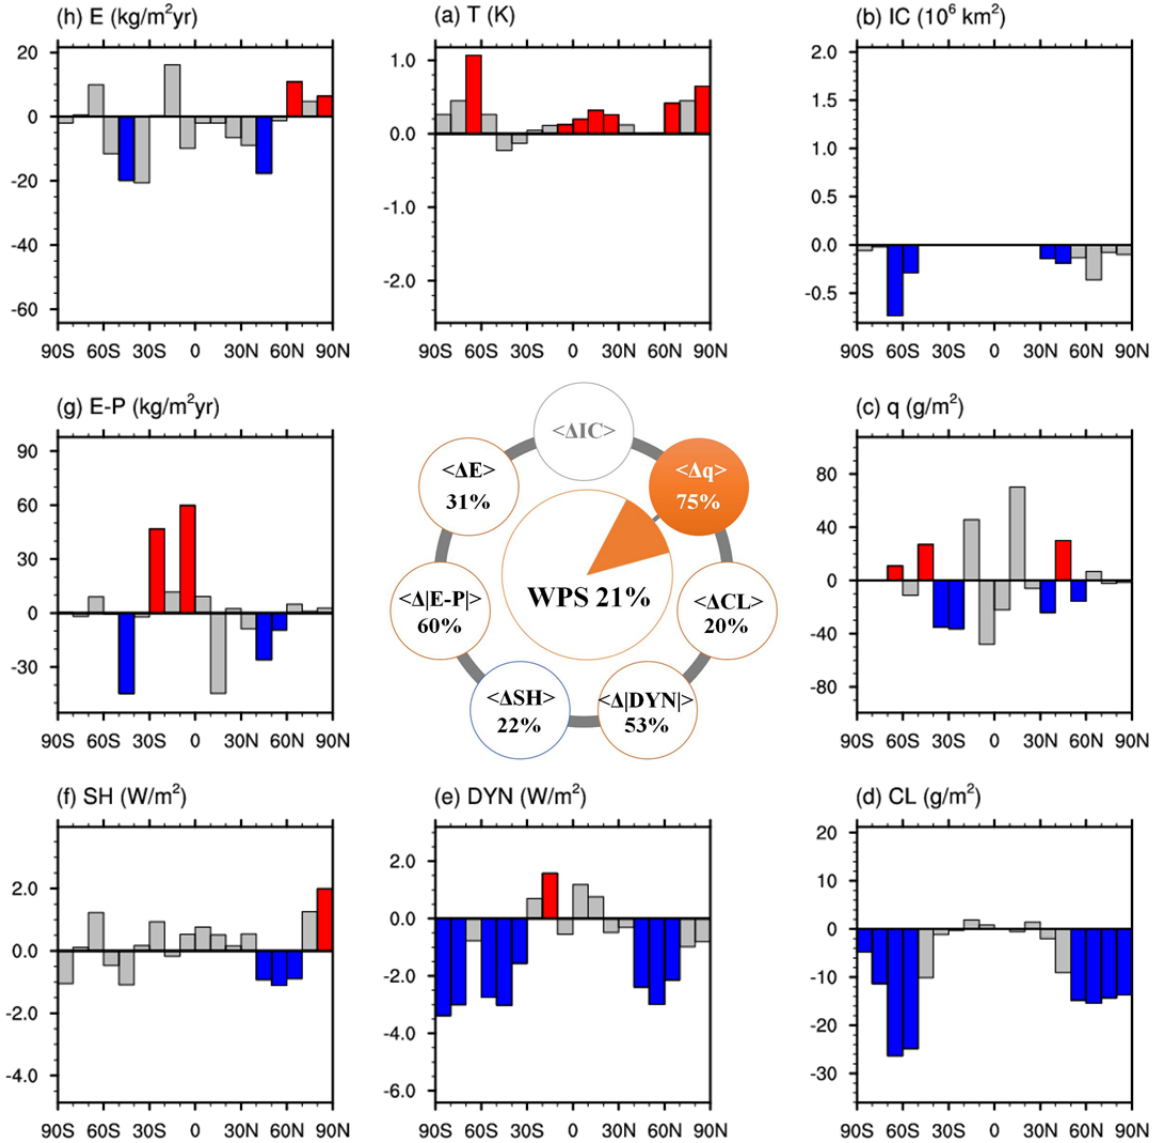 (h) E (kg/m²yr)
20
0
-20
-40
-60
90S 60S 30S 0 30N 60N 90N
(a) T (K)
1.0
0.0
-1.0
-2.0
90S 60S 30S 0 30N 60N 90N
(b) IC (10⁶ km²)
2.0
1.5
1.0
0.5
0.0
-0.5
90S 60S 30S 0 30N 60N 90N
(g) E-P (kg/m²yr)
90
60
30
0
-30
90S 60S 30S 0 30N 60N 90N
<ΔIC>
<ΔE>
31%
<Δq>
75%
WPS 21%
<Δ|E-P|>
60%
<ΔCL>
20%
<ΔSH>
22%
<Δ|DYN|>
53%
(c) q (g/m²)
80
40
0
-40
-80
90S 60S 30S 0 30N 60N 90N
(f) SH (W/m²)
2.0
0.0
-2.0
-4.0
90S 60S 30S 0 30N 60N 90N
(e) DYN (W/m²)
2.0
0.0
-2.0
-4.0
-6.0
90S 60S 30S 0 30N 60N 90N
(d) CL (g/m²)
20
10
0
-10
-20
-30
90S 60S 30S 0 30N 60N 90N